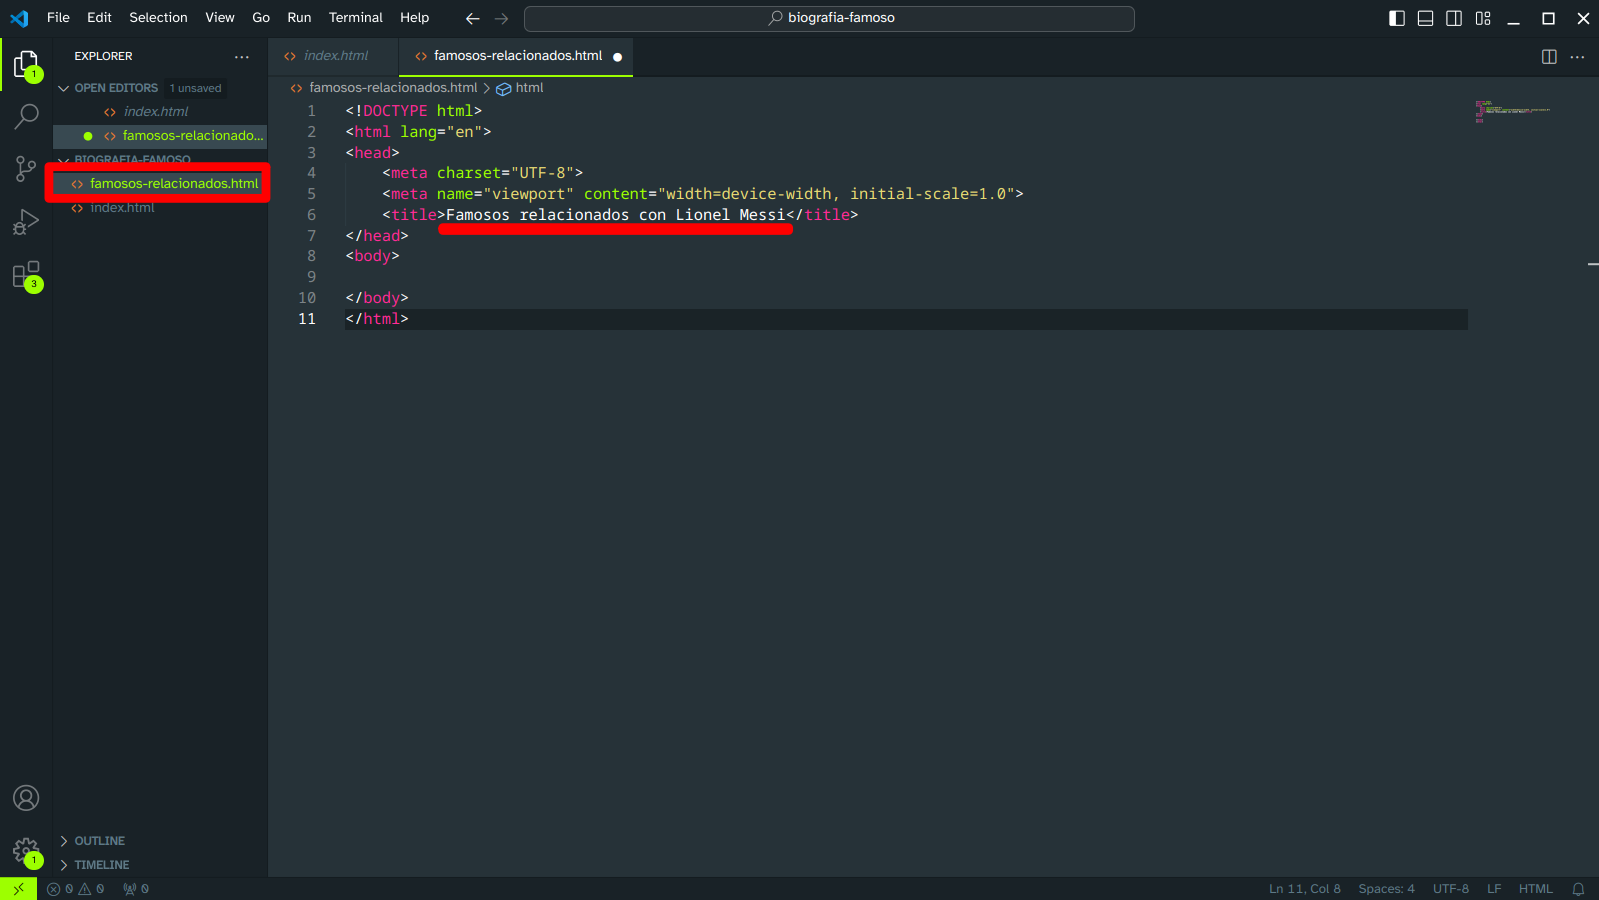 File Edit Selection View Go Run Terminal Help biografia-famoso
EXPLORER
OPEN EDITORS 1 unsaved
index.html
famosos-relacionado...
BIOGRAFIA-FAMOSO
famosos-relacionados.html
index.html
OUTLINE
TIMELINE
index.html famosos-relacionados.html
famosos-relacionados.html > html
1 <!DOCTYPE html>
2 <html lang="en">
3 <head>
4     <meta charset="UTF-8">
5     <meta name="viewport" content="width=device-width, initial-scale=1.0">
6     <title>Famosos relacionados con Lionel Messi</title>
7 </head>
8 <body>
9
10 </body>
11 </html>
1
3
1
0 0 0 Ln 11, Col 8 Spaces: 4 UTF-8 LF HTML